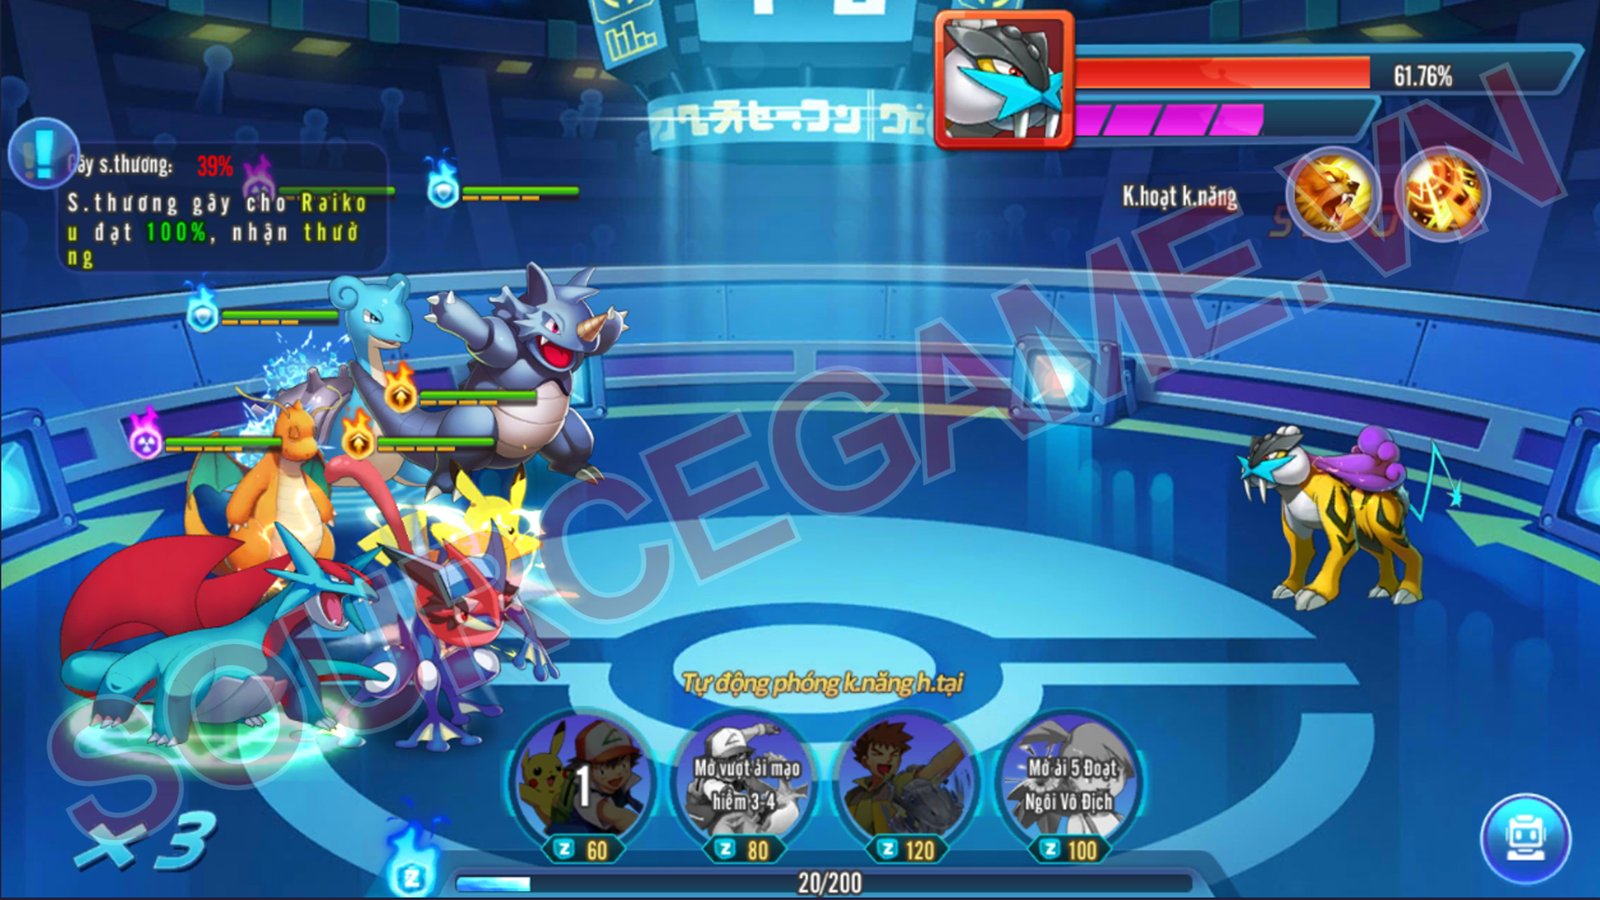 61.76%
Gây s.thương: 39%
S.thương gây cho Raiko
u đạt 100%, nhận thưở
ng
K.hoạt k.năng
SOURCEGAME.VN
Tự động phóng k.năng h.tại
1
Mở vượt ải mạo
hiểm 3-4
Mở ải 5 Đoạt
Ngôi Vô Địch
Z 60
Z 80
Z 120
Z 100
x3
Z
20/200